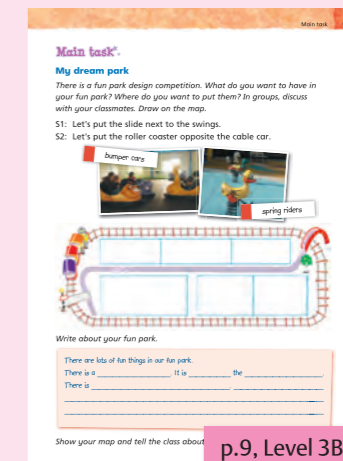 Main task
Main task
My dream park
There is a fun park design competition. What do you want to have in
your fun park? Where do you want to put them? In groups, discuss
with your classmates. Draw on the map.
S1: Let's put the slide next to the swings.
S2: Let's put the roller coaster opposite the cable car.
bumper cars
spring riders
Write about your fun park.
There are lots of fun things in our fun park.
There is a ____________. It is ________ the ____________.
There is ____________. ____________
Show your map and tell the class about
p.9, Level 3B